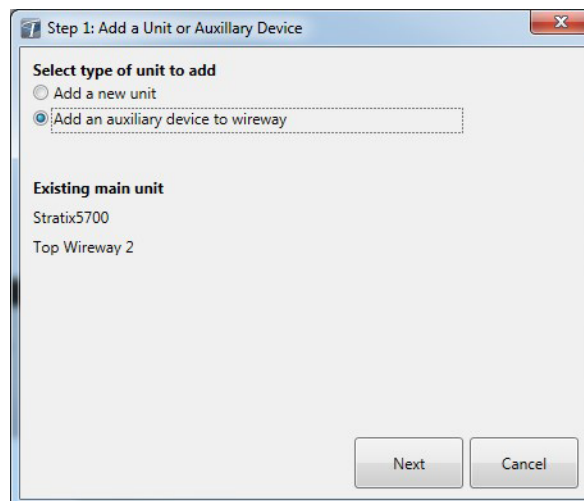 Step 1: Add a Unit or Auxillary Device
Select type of unit to add
Add a new unit
Add an auxiliary device to wireway
Existing main unit
Stratix5700
Top Wireway 2
Next
Cancel